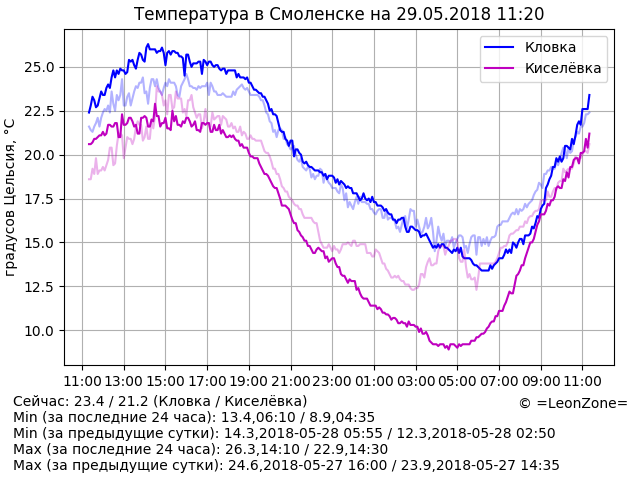 Температура в Смоленске на 29.05.2018 11:20
Кловка
Киселёвка
градусов Цельсия, °C
25.0
22.5
20.0
17.5
15.0
12.5
10.0
11:00 13:00 15:00 17:00 19:00 21:00 23:00 01:00 03:00 05:00 07:00 09:00 11:00
Сейчас: 23.4 / 21.2 (Кловка / Киселёвка)
© =LeonZone=
Min (за последние 24 часа): 13.4,06:10 / 8.9,04:35
Min (за предыдущие сутки): 14.3,2018-05-28 05:55 / 12.3,2018-05-28 02:50
Max (за последние 24 часа): 26.3,14:10 / 22.9,14:30
Max (за предыдущие сутки): 24.6,2018-05-27 16:00 / 23.9,2018-05-27 14:35